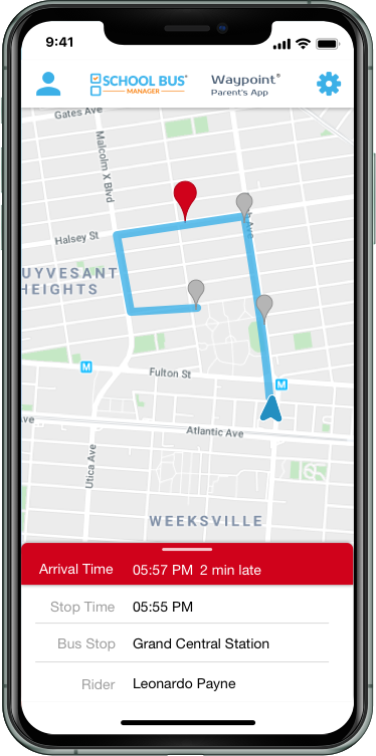 9:41
SCHOOL BUS
MANAGER
Waypoint®
Parent's App
Gates Ave
Malcolm X Blvd
Halsey St
UYVESANT
HEIGHTS
M
Fulton St
M
ve
Atlantic Ave
Utica Ave
WEEKSVILLE
Arrival Time 05:57 PM 2 min late
Stop Time 05:55 PM
Bus Stop Grand Central Station
Rider Leonardo Payne